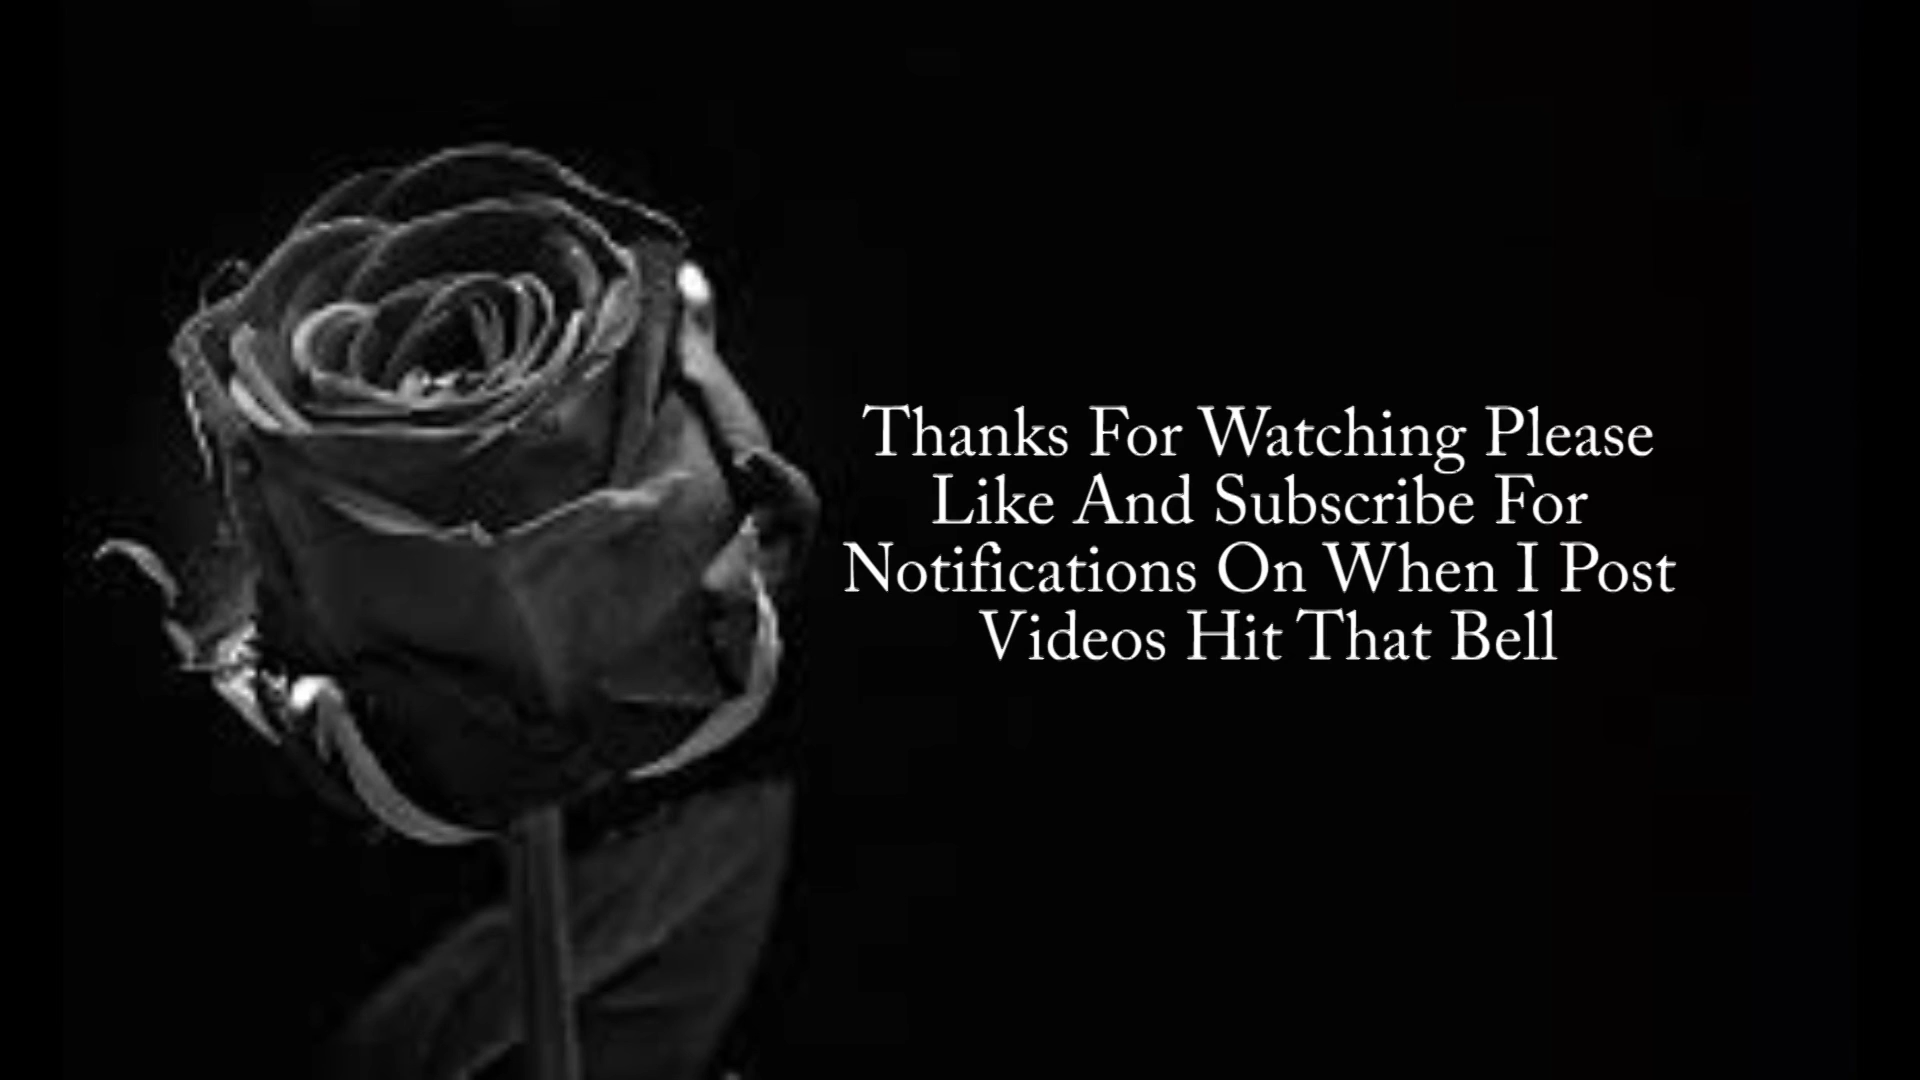 Thanks For Watching Please
Like And Subscribe For
Notifications On When I Post
Videos Hit That Bell